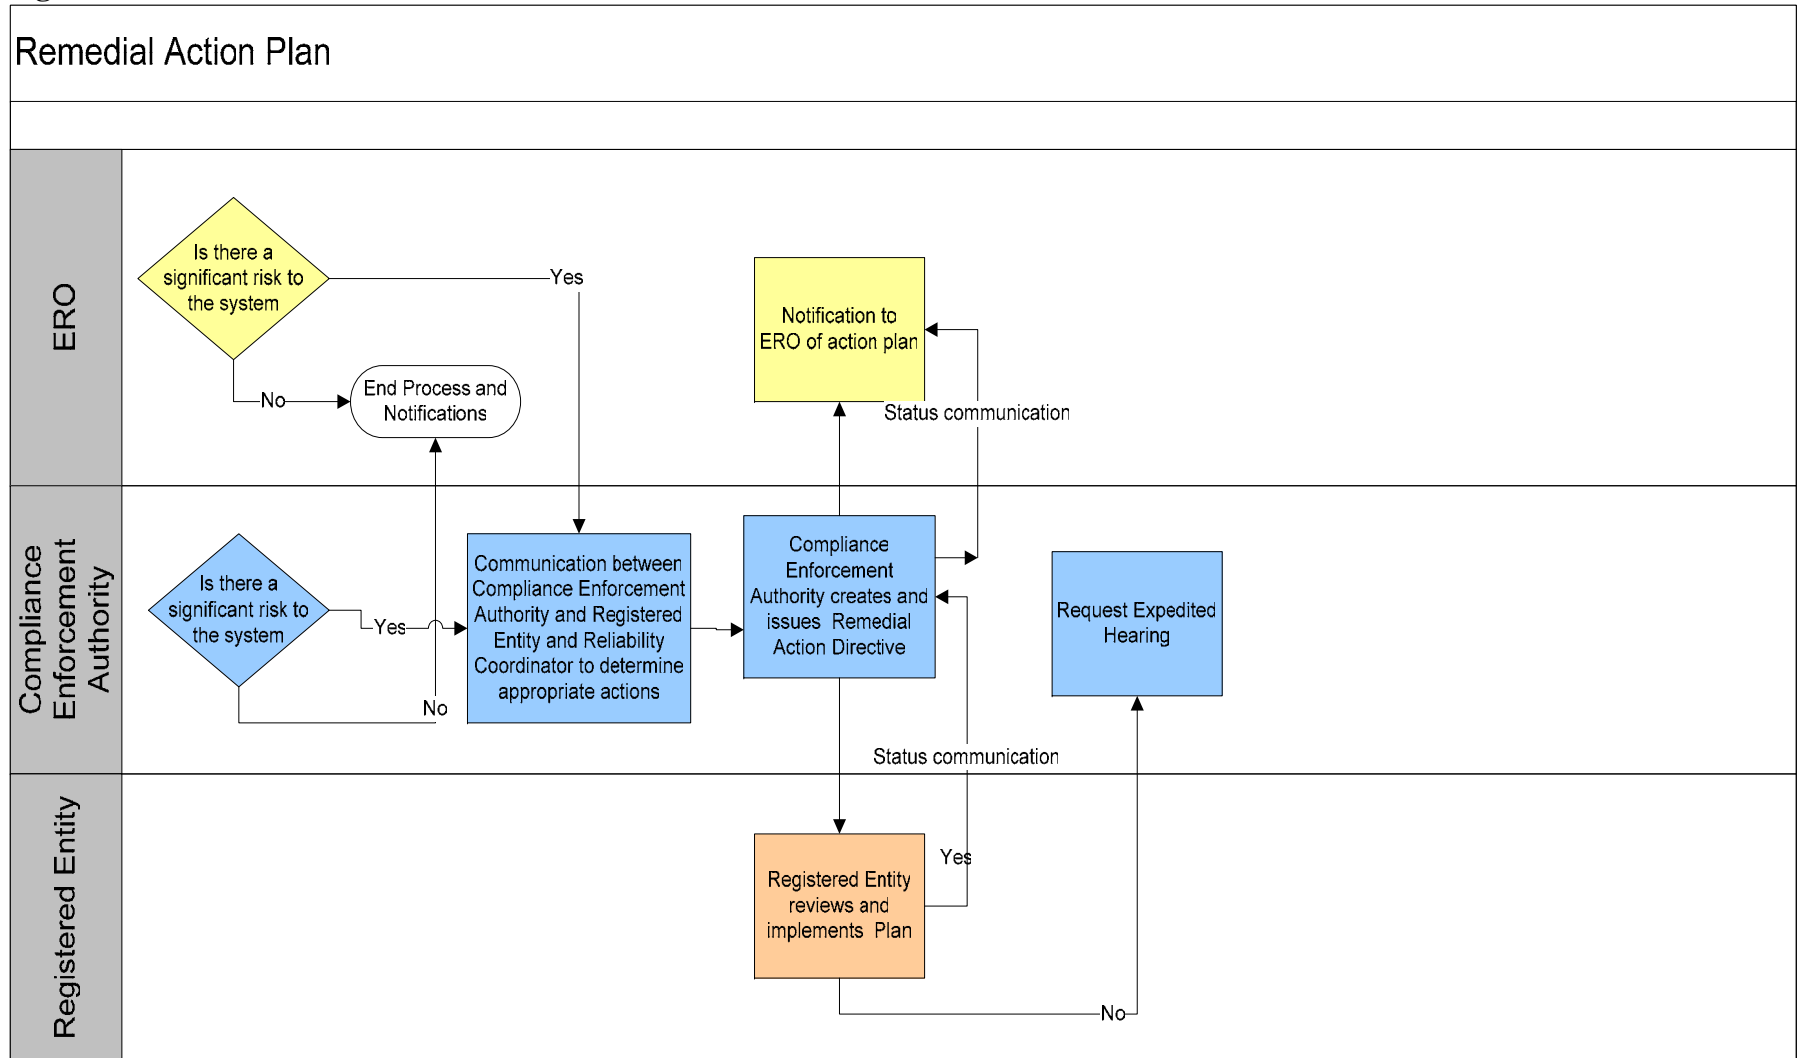 Remedial Action Plan
ERO
Is there a
significant risk to
the system
Yes
No
End Process and
Notifications
Notification to
ERO of action plan
Status communication
Compliance
Enforcement
Authority
Is there a
significant risk to
the system
Yes
No
Communication between
Compliance Enforcement
Authority and Registered
Entity and Reliability
Coordinator to determine
appropriate actions
Compliance
Enforcement
Authority creates and
issues Remedial
Action Directive
Request Expedited
Hearing
Status communication
Registered Entity
Registered Entity
reviews and
implements Plan
Yes
No